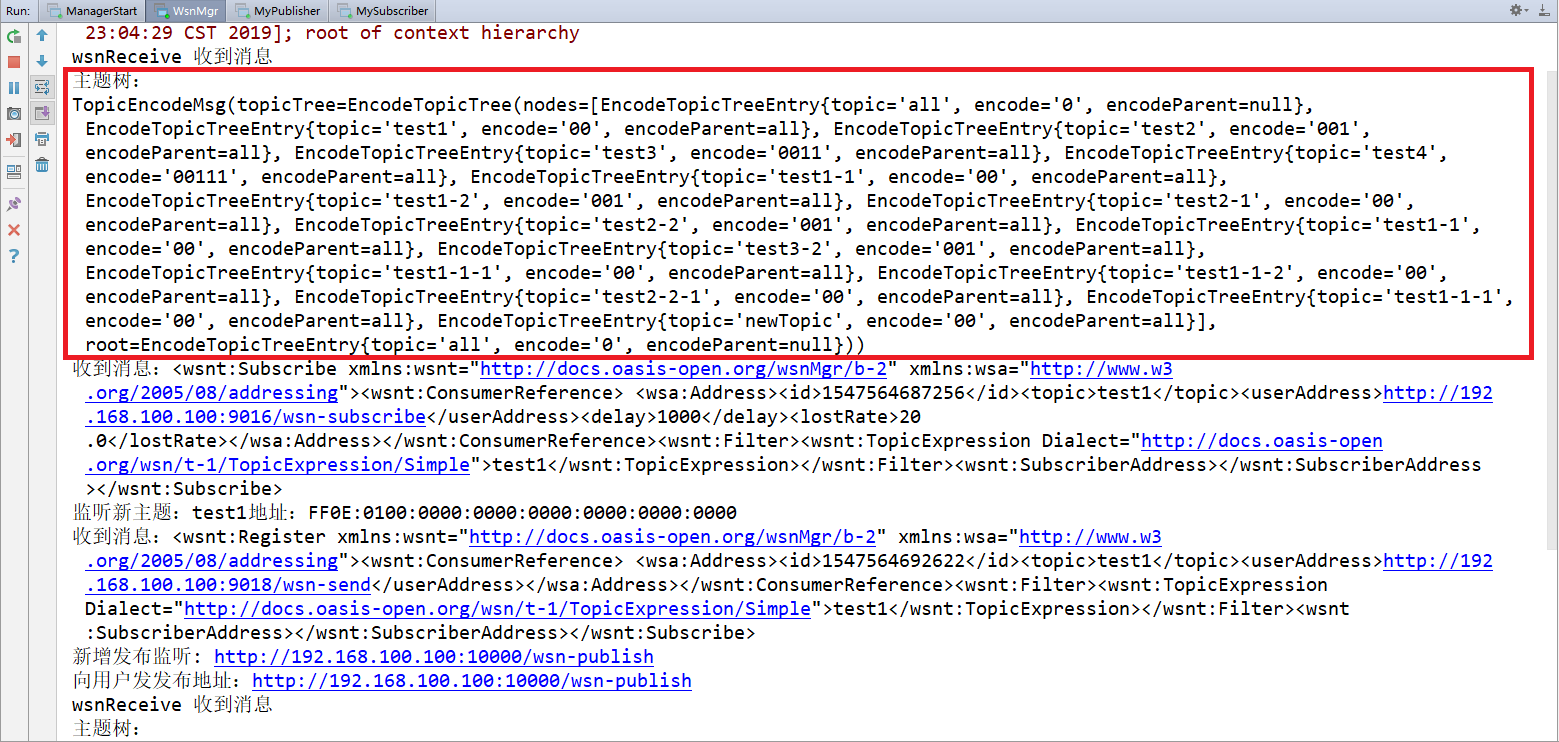 Run: ManagerStart WsnMgr MyPublisher MySubscriber
23:04:29 CST 2019]; root of context hierarchy
wsnReceive 收到消息
主题树:
TopicEncodeMsg(topicTree=EncodeTopicTree(nodes=[EncodeTopicTreeEntry{topic='all', encode='0', encodeParent=null},
EncodeTopicTreeEntry{topic='test1', encode='00', encodeParent=all}, EncodeTopicTreeEntry{topic='test2', encode='001',
encodeParent=all}, EncodeTopicTreeEntry{topic='test3', encode='0011', encodeParent=all}, EncodeTopicTreeEntry{topic='test4',
encode='00111', encodeParent=all}, EncodeTopicTreeEntry{topic='test1-1', encode='00', encodeParent=all},
EncodeTopicTreeEntry{topic='test1-2', encode='001', encodeParent=all}, EncodeTopicTreeEntry{topic='test2-1', encode='00',
encodeParent=all}, EncodeTopicTreeEntry{topic='test2-2', encode='001', encodeParent=all}, EncodeTopicTreeEntry{topic='test1-1',
encode='00', encodeParent=all}, EncodeTopicTreeEntry{topic='test3-2', encode='001', encodeParent=all},
EncodeTopicTreeEntry{topic='test1-1-1', encode='00', encodeParent=all}, EncodeTopicTreeEntry{topic='test1-1-2', encode='00',
encodeParent=all}, EncodeTopicTreeEntry{topic='test2-2-1', encode='00', encodeParent=all}, EncodeTopicTreeEntry{topic='test1-1-1',
encode='00', encodeParent=all}, EncodeTopicTreeEntry{topic='newTopic', encode='00', encodeParent=all}],
root=EncodeTopicTreeEntry{topic='all', encode='0', encodeParent=null}))
收到消息: <wsnt:Subscribe xmlns:wsnt="http://docs.oasis-open.org/wsnMgr/b-2" xmlns:wsa="http://www.w3
.org/2005/08/addressing"><wsnt:ConsumerReference> <wsa:Address><id>1547564687256</id><topic>test1</topic><userAddress>http://192
.168.100.100:9016/wsn-subscribe</userAddress><delay>1000</delay><lostRate>20
.0</lostRate></wsa:Address></wsnt:ConsumerReference><wsnt:Filter><wsnt:TopicExpression Dialect="http://docs.oasis-open
.org/wsn/t-1/TopicExpression/Simple">test1</wsnt:TopicExpression></wsnt:Filter><wsnt:SubscriberAddress></wsnt:SubscriberAddress
></wsnt:Subscribe>
监听新主题: test1地址: FF0E:0100:0000:0000:0000:0000:0000:0000
收到消息: <wsnt:Register xmlns:wsnt="http://docs.oasis-open.org/wsnMgr/b-2" xmlns:wsa="http://www.w3
.org/2005/08/addressing"><wsnt:ConsumerReference> <wsa:Address><id>1547564692622</id><topic>test1</topic><userAddress>http://192
.168.100.100:9018/wsn-send</userAddress></wsa:Address></wsnt:ConsumerReference><wsnt:Filter><wsnt:TopicExpression
Dialect="http://docs.oasis-open.org/wsn/t-1/TopicExpression/Simple">test1</wsnt:TopicExpression></wsnt:Filter><wsnt
:SubscriberAddress></wsnt:SubscriberAddress></wsnt:Subscribe>
新增发布监听: http://192.168.100.100:10000/wsn-publish
向用户发发布地址: http://192.168.100.100:10000/wsn-publish
wsnReceive 收到消息
主题树: